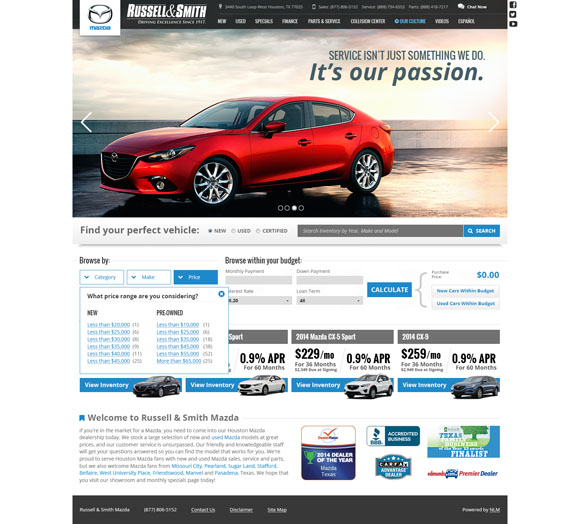 mazda
RUSSELL & SMITH
DRIVING EXCELLENCE SINCE 1917.
3440 South Loop West Houston, TX 77025
Sales: (877) 806-5152 Service: (888) 734-6553 Parts: (888) 418-7217
Chat Now
NEW USED SPECIALS FINANCE PARTS & SERVICE COLLISION CENTER OUR CULTURE VIDEOS ESPAÑOL
SERVICE ISN'T JUST SOMETHING WE DO.
It's our passion.
Find your perfect vehicle: NEW USED CERTIFIED
Search Inventory by Year, Make and Model
SEARCH
Browse by:
Category Make Price
What price range are you considering?
NEW PRE-OWNED
Less than $20,000 (1) Less than $10,000 (1)
Less than $25,000 (6) Less than $25,000 (6)
Less than $30,000 (8) Less than $35,000 (18)
Less than $35,000 (9) Less than $45,000 (38)
Less than $40,000 (11) Less than $55,000 (52)
Less than $45,000 (25) More than $65,000 (25)
Browse within your budget:
Monthly Payment Down Payment
Interest Rate Loan Term
48
CALCULATE
Purchase Price: $0.00
New Cars Within Budget
Used Cars Within Budget
Sport
0.9% APR
For 60 Months
2014 Mazda CX-5 Sport
$229/mo
For 36 Months
$2,349 Due at Signing
0.9% APR
For 60 Months
2014 CX-9
$259/mo
For 36 Months
0.9% APR
For 60 Months
View Inventory
View Inventory
View Inventory
View Inventory
Welcome to Russell & Smith Mazda
If you're in the market for a Mazda, you need to come into our Houston Mazda
dealership today. We stock a large selection of new and used Mazda models at great
prices, and our customer service is unsurpassed. Our friendly and knowledgeable staff
will get your questions answered so you can find the model that works for you. We're
proud to serve Houston Mazda fans with new and used Mazda sales, service and parts,
but we also welcome Mazda fans from Missouri City, Pearland, Sugar Land, Stafford,
Bellaire, West University Place, Friendswood, Manvel and Pasadena, Texas. We hope that
you visit our showroom and monthly specials page today!
DealerRater
2014 DEALER
OF THE YEAR
Mazda
Texas
BBB
ACCREDITED
BUSINESS
CARFAX
ADVANTAGE
DEALER
TEXAS
FAMILY
BUSINESS
FINALIST
edmunds Premier Dealer
Russell & Smith Mazda (877) 806-5152 Contact Us Disclaimer Site Map Powered by NLM